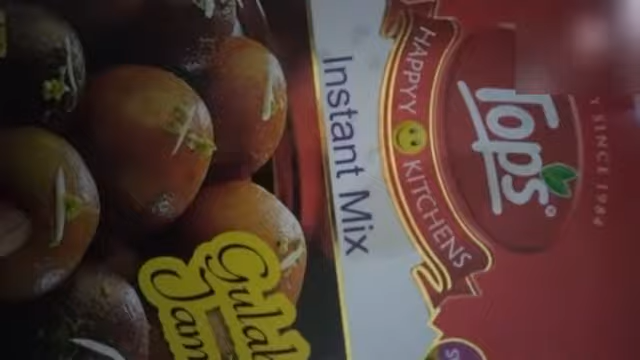 Y SINCE 1984
Tops
HAPPYY KITCHENS
Instant Mix
Gulab
Jam